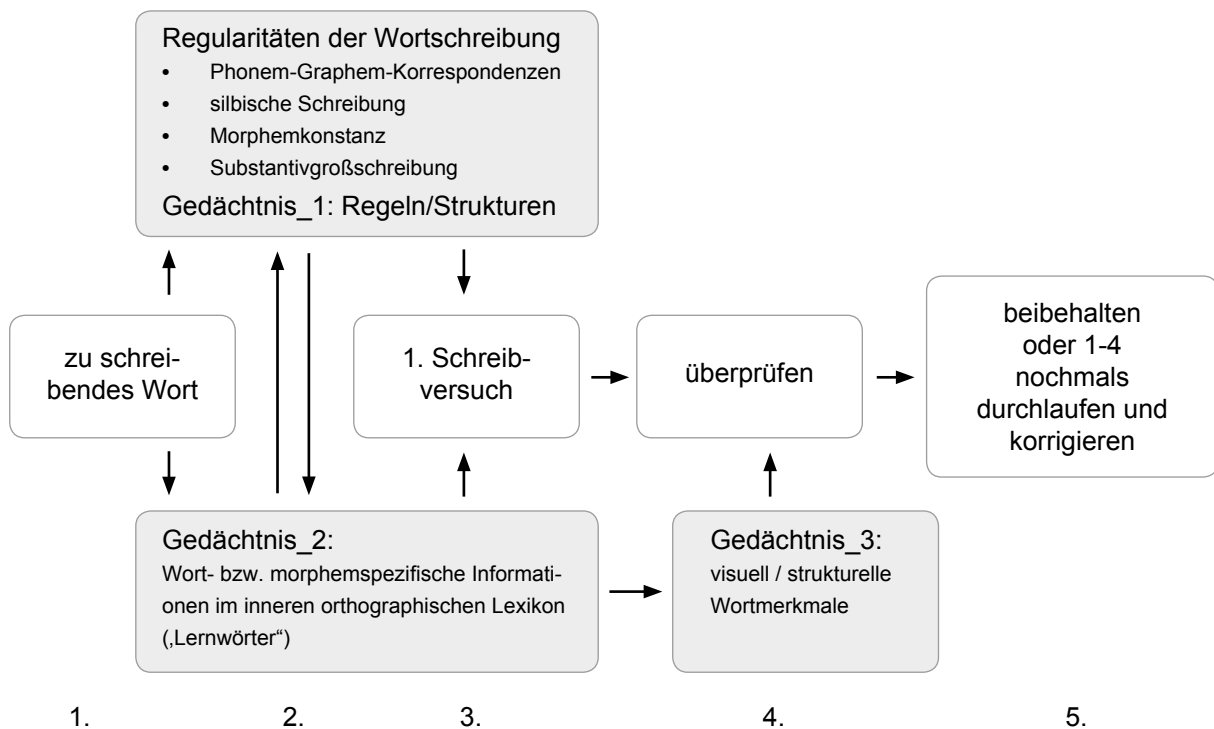 Regularitäten der Wortschreibung
• Phonem-Graphem-Korrespondenzen
• silbische Schreibung
• Morphemkonstanz
• Substantivgroßschreibung
Gedächtnis_1: Regeln/Strukturen
zu schrei-
bendes Wort
1. Schreib-
versuch
überprüfen
beibehalten
oder 1-4
nochmals
durchlaufen und
korrigieren
Gedächtnis_2:
Wort- bzw. morphemspezifische Informati-
onen im inneren orthographischen Lexikon
(‚Lernwörter“)
Gedächtnis_3:
visuell / strukturelle
Wortmerkmale
1. 2. 3. 4. 5.